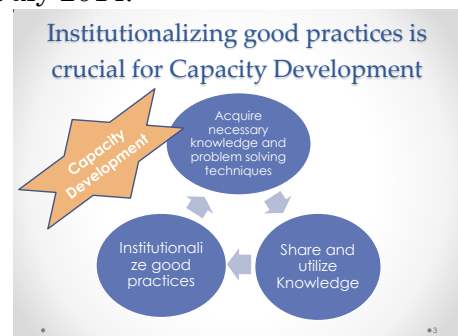 Institutionalizing good practices is
crucial for Capacity Development
Capacity
Development
Acquire
necessary
knowledge and
problem solving
techniques
Institutionali
ze good
practices
Share and
utilize
Knowledge
3